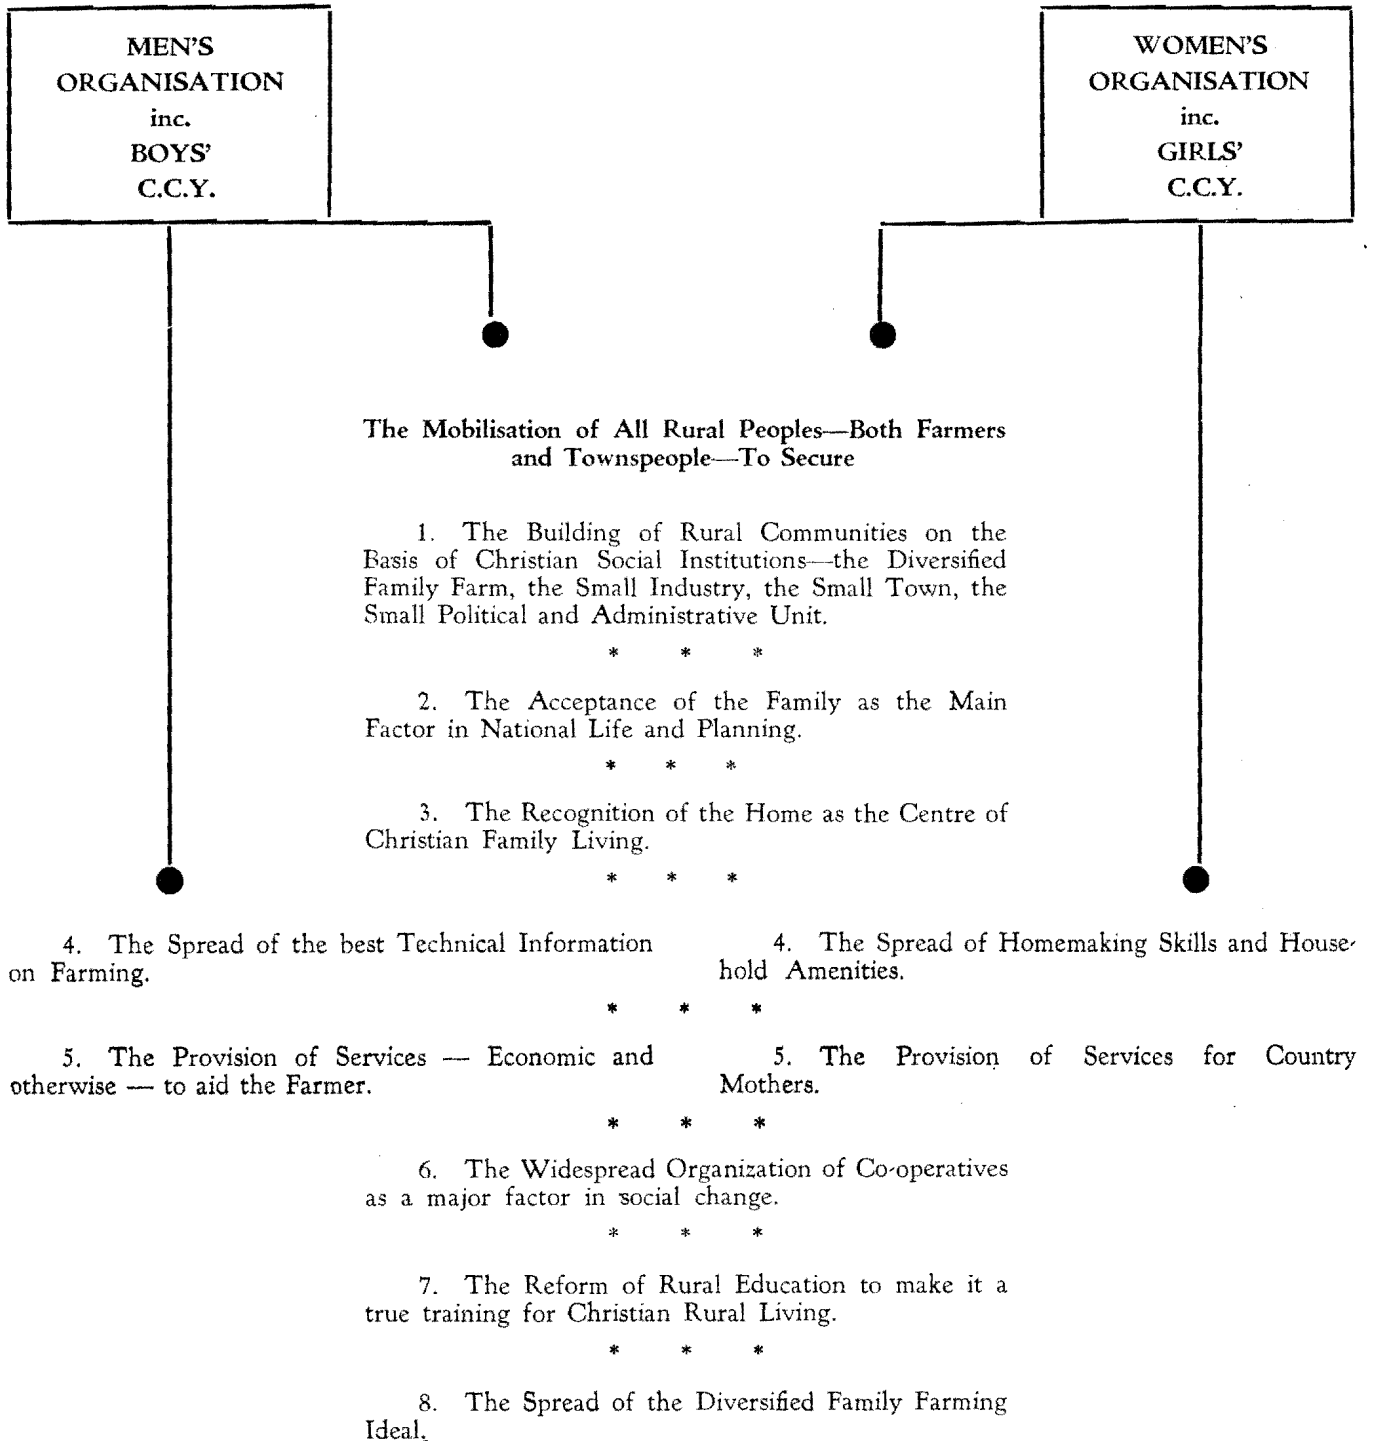 MEN'S
ORGANISATION
inc.
BOYS'
C.C.Y.
WOMEN'S
ORGANISATION
inc.
GIRLS'
C.C.Y.
The Mobilisation of All Rural Peoples—Both Farmers
and Townspeople—To Secure
1. The Building of Rural Communities on the
Basis of Christian Social Institutions—the Diversified
Family Farm, the Small Industry, the Small Town, the
Small Political and Administrative Unit.
* * *
2. The Acceptance of the Family as the Main
Factor in National Life and Planning.
* * *
3. The Recognition of the Home as the Centre of
Christian Family Living.
* * *
4. The Spread of the best Technical Information
on Farming.
4. The Spread of Homemaking Skills and House-
hold Amenities.
* * *
5. The Provision of Services — Economic and
otherwise — to aid the Farmer.
5. The Provision of Services for Country
Mothers.
* * *
6. The Widespread Organization of Co-operatives
as a major factor in social change.
* * *
7. The Reform of Rural Education to make it a
true training for Christian Rural Living.
* * *
8. The Spread of the Diversified Family Farming
Ideal.